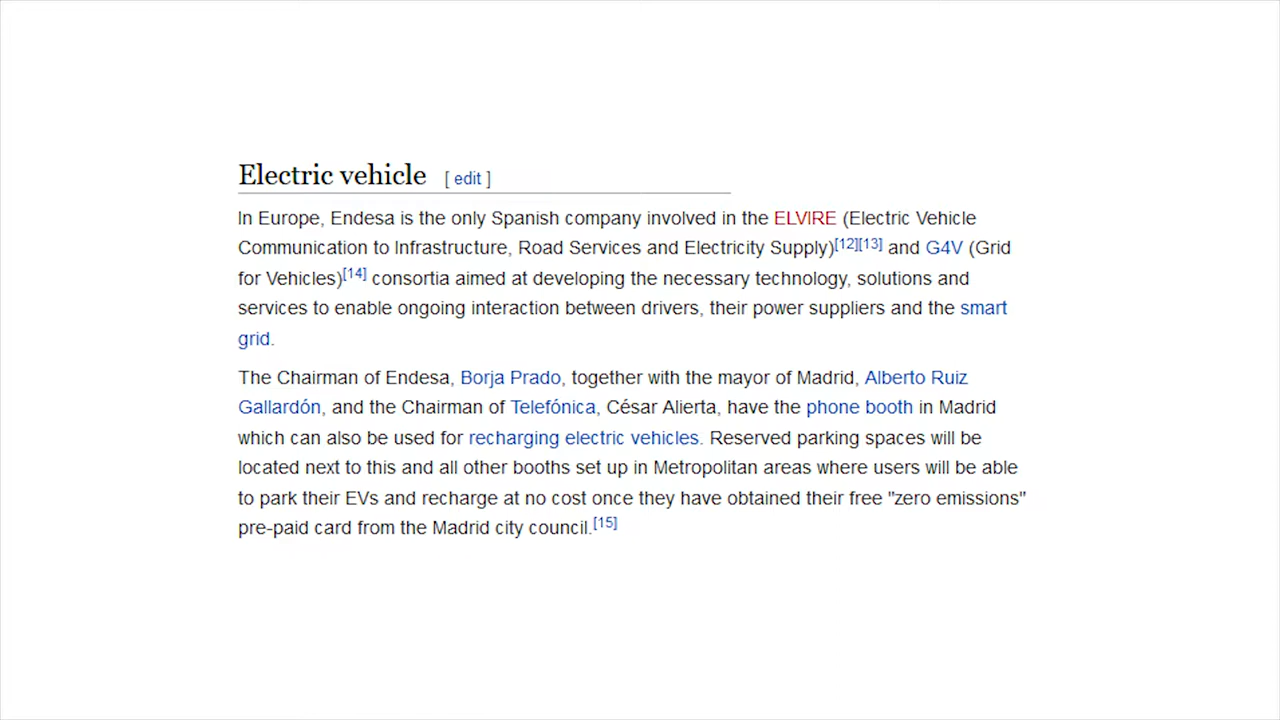 Electric vehicle [ edit ]
In Europe, Endesa is the only Spanish company involved in the ELVIRE (Electric Vehicle
Communication to Infrastructure, Road Services and Electricity Supply)[12][13] and G4V (Grid
for Vehicles)[14] consortia aimed at developing the necessary technology, solutions and
services to enable ongoing interaction between drivers, their power suppliers and the smart
grid.
The Chairman of Endesa, Borja Prado, together with the mayor of Madrid, Alberto Ruiz
Gallardón, and the Chairman of Telefónica, César Alierta, have the phone booth in Madrid
which can also be used for recharging electric vehicles. Reserved parking spaces will be
located next to this and all other booths set up in Metropolitan areas where users will be able
to park their EVs and recharge at no cost once they have obtained their free "zero emissions"
pre-paid card from the Madrid city council.[15]